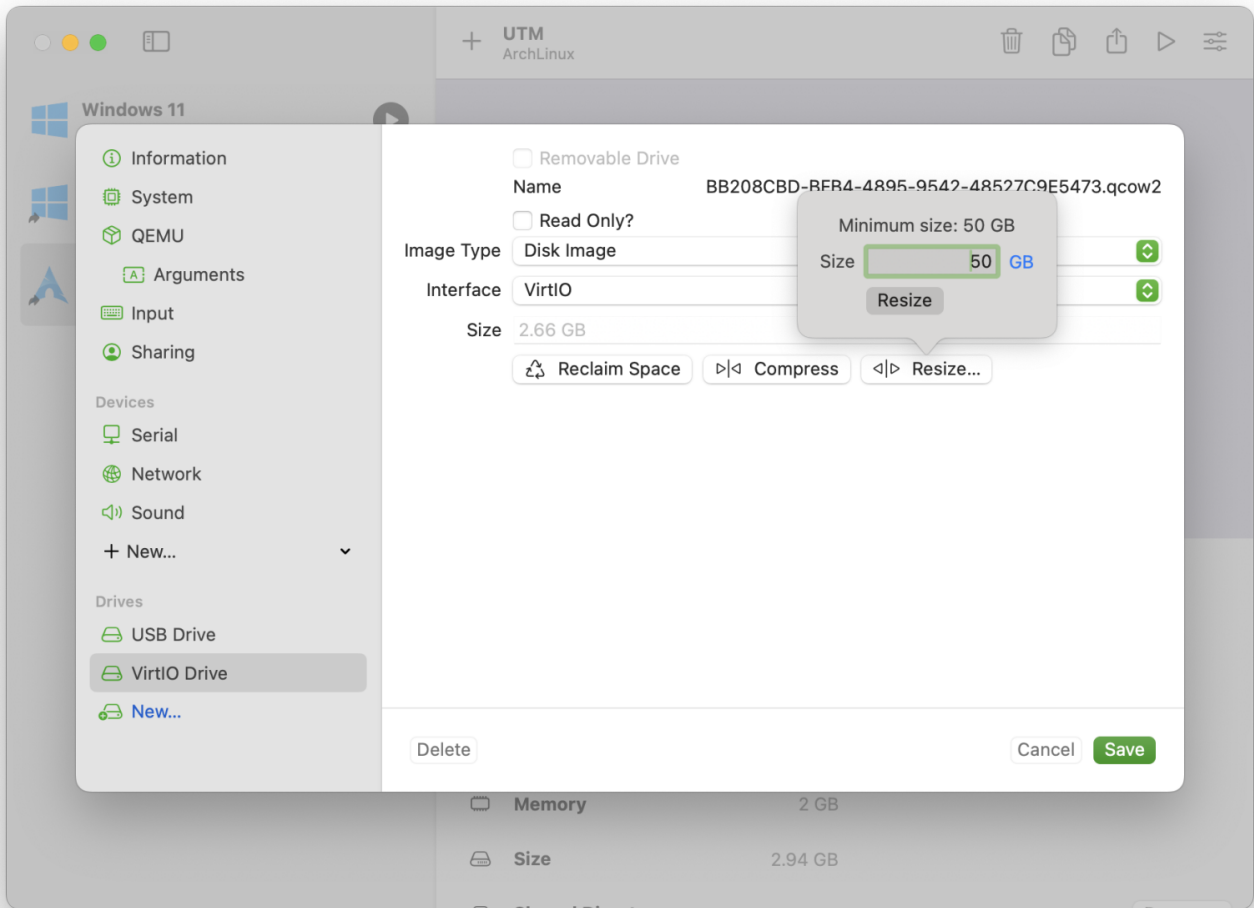 UTM
ArchLinux
Windows 11
Information
System
QEMU
Arguments
Input
Sharing
Devices
Serial
Network
Sound
New...
Drives
USB Drive
VirtIO Drive
New...
Removable Drive
Name BB208CBD-BFB4-4895-9542-48527C9E5473.qcow2
Read Only?
Image Type Disk Image
Interface VirtIO
Size 2.66 GB
Reclaim Space Compress Resize...
Minimum size: 50 GB
Size 50 GB
Resize
Delete Cancel Save
Memory 2 GB
Size 2.94 GB